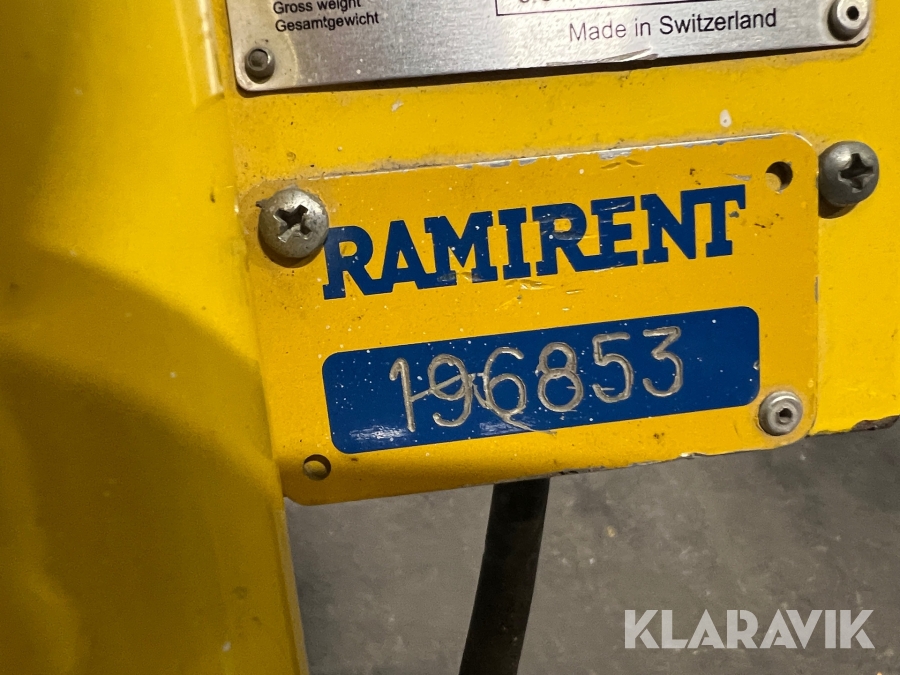 Gross weight
Gesamtgewicht
Made in Switzerland
RAMIRENT
196853
KLARAVIK